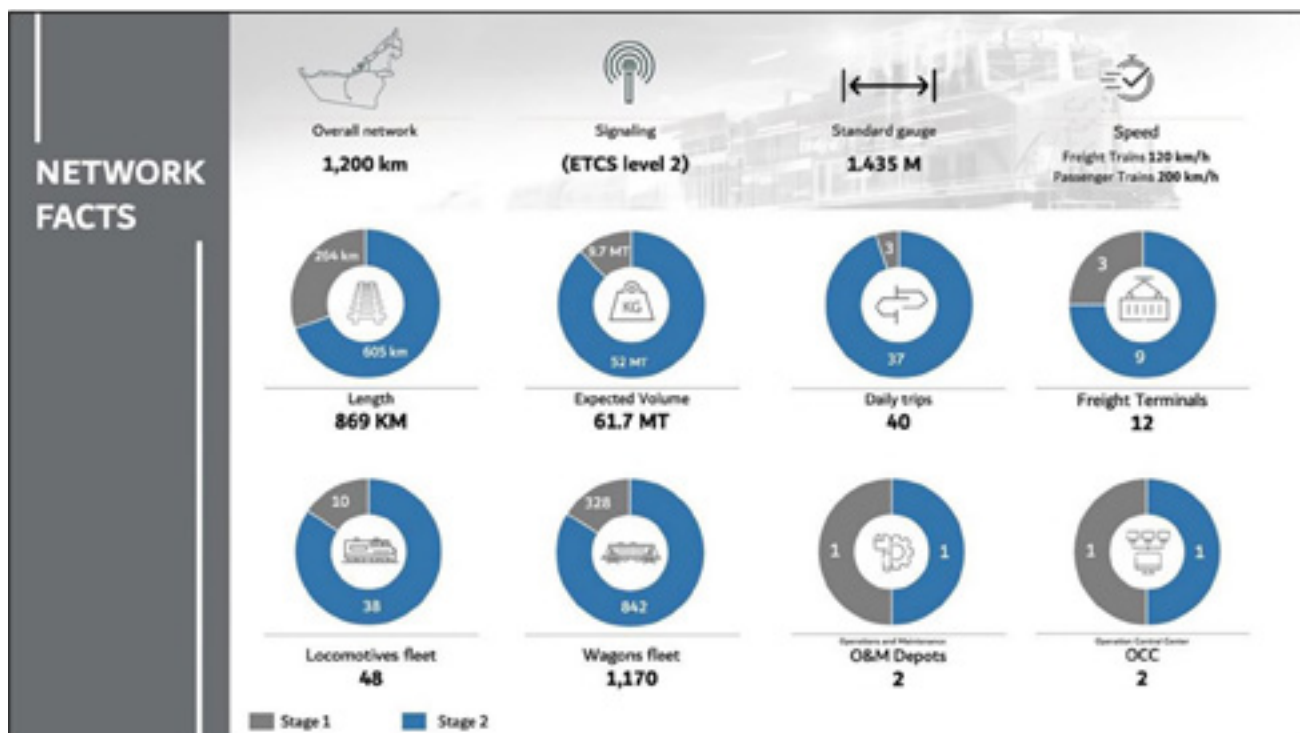 NETWORK
FACTS
Overall network
1,200 km
Signaling
(ETCS level 2)
Standard gauge
1.435 M
Speed
Freight Trains 120 km/h
Passenger Trains 200 km/h
264 km
605 km
Length
869 KM
9.7 MT
KG
52 MT
Expected Volume
61.7 MT
3
37
Daily trips
40
3
9
Freight Terminals
12
10
38
Locomotives fleet
48
328
842
Wagons fleet
1,170
1
1
Operations and Maintenance
O&M Depots
2
1
1
Operation Control Center
OCC
2
Stage 1
Stage 2